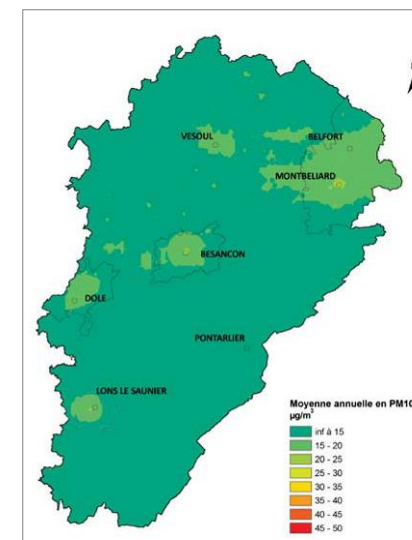 VESOUL
BELFORT
MONTBELIARD
BESANCON
DOLE
PONTARLIER
LONS LE SAUNIER
Moyenne annuelle en PM10
µg/m³
inf à 15
15 - 20
20 - 25
25 - 30
30 - 35
35 - 40
40 - 45
45 - 50